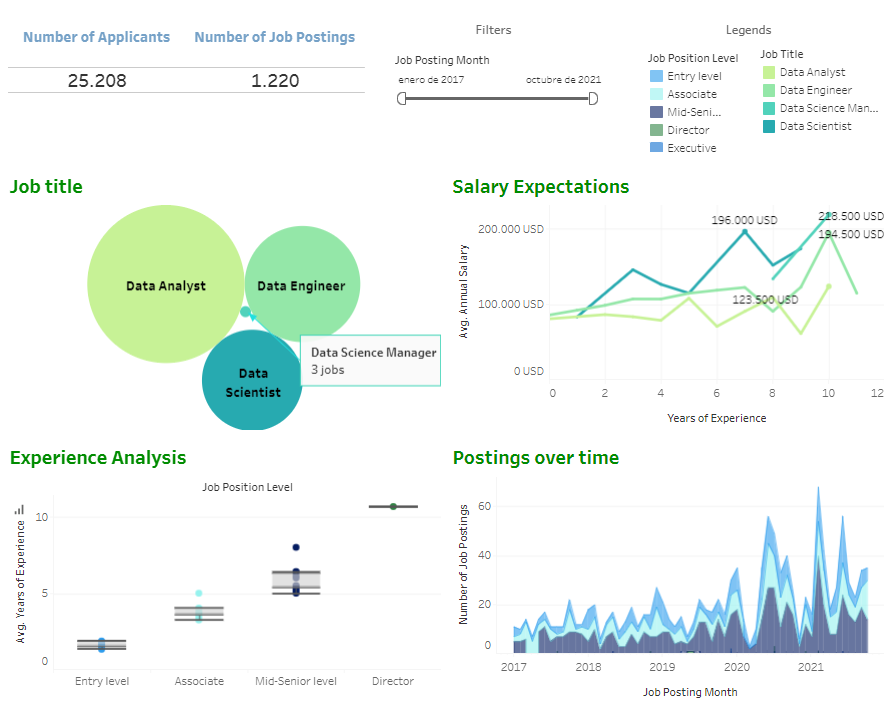 Number of Applicants
Number of Job Postings
25.208
1.220
Filters
Job Posting Month
enero de 2017
octubre de 2021
Legends
Job Position Level
Entry level
Associate
Mid-Seni...
Director
Executive
Job Title
Data Analyst
Data Engineer
Data Science Man...
Data Scientist
Job title
Data Analyst
Data Engineer
Data
Scientist
Data Science Manager
3 jobs
Salary Expectations
Avg. Annual Salary
200.000 USD
100.000 USD
0 USD
196.000 USD
123.500 USD
194.500 USD
0
2
4
6
8
10
12
Years of Experience
Experience Analysis
Job Position Level
Avg. Years of Experience
10
5
0
Entry level
Associate
Mid-Senior level
Director
Postings over time
Number of Job Postings
60
40
20
0
2017
2018
2019
2020
2021
Job Posting Month